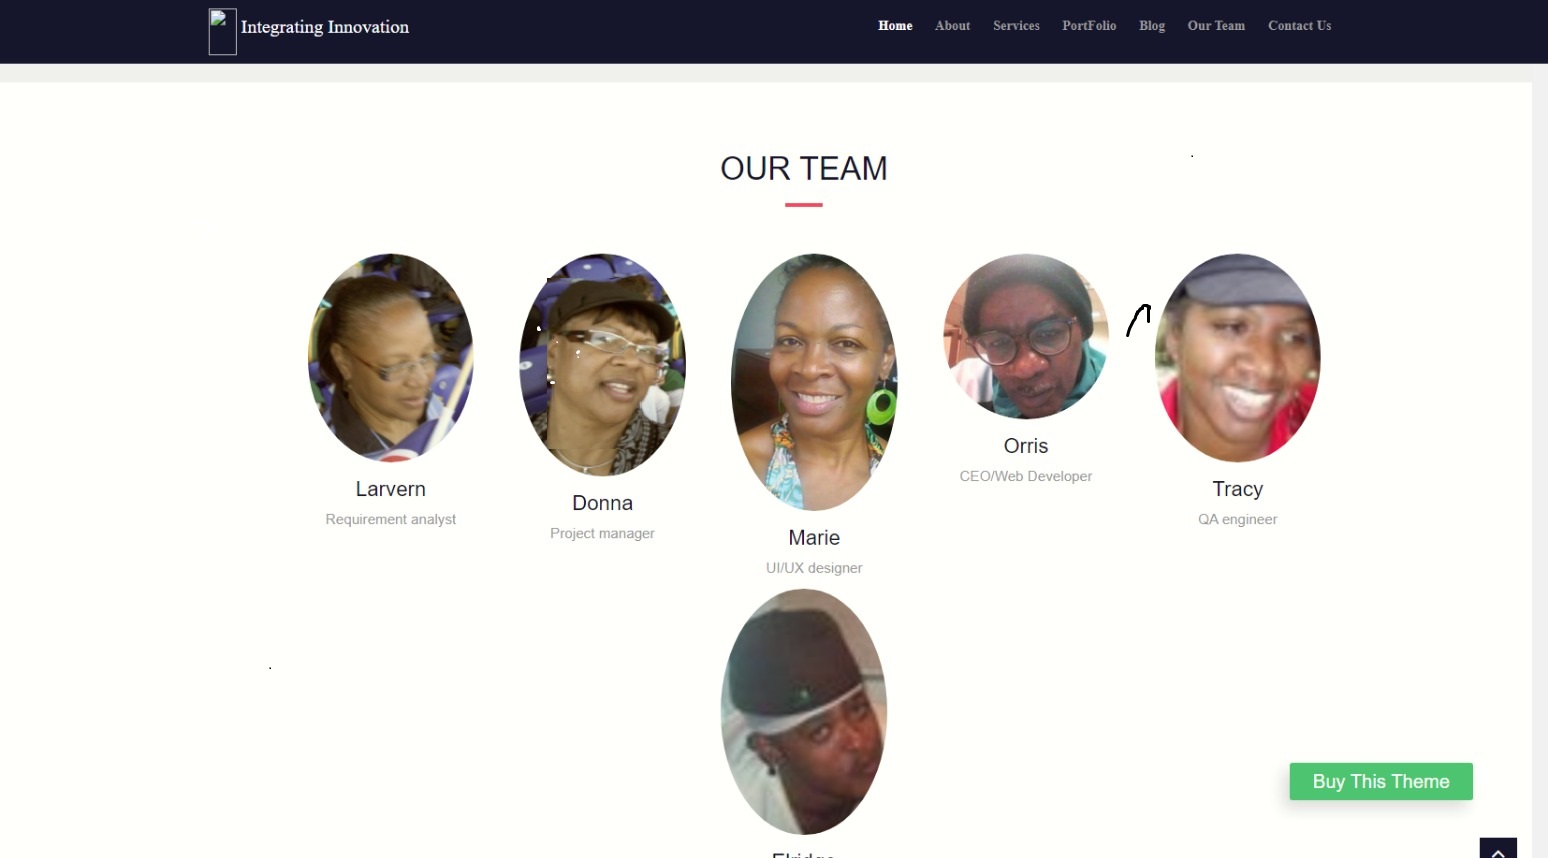 Integrating Innovation
Home About Services PortFolio Blog Our Team Contact Us
OUR TEAM
Larvern
Requirement analyst
Donna
Project manager
Marie
UI/UX designer
Orris
CEO/Web Developer
Tracy
QA engineer
Buy This Theme